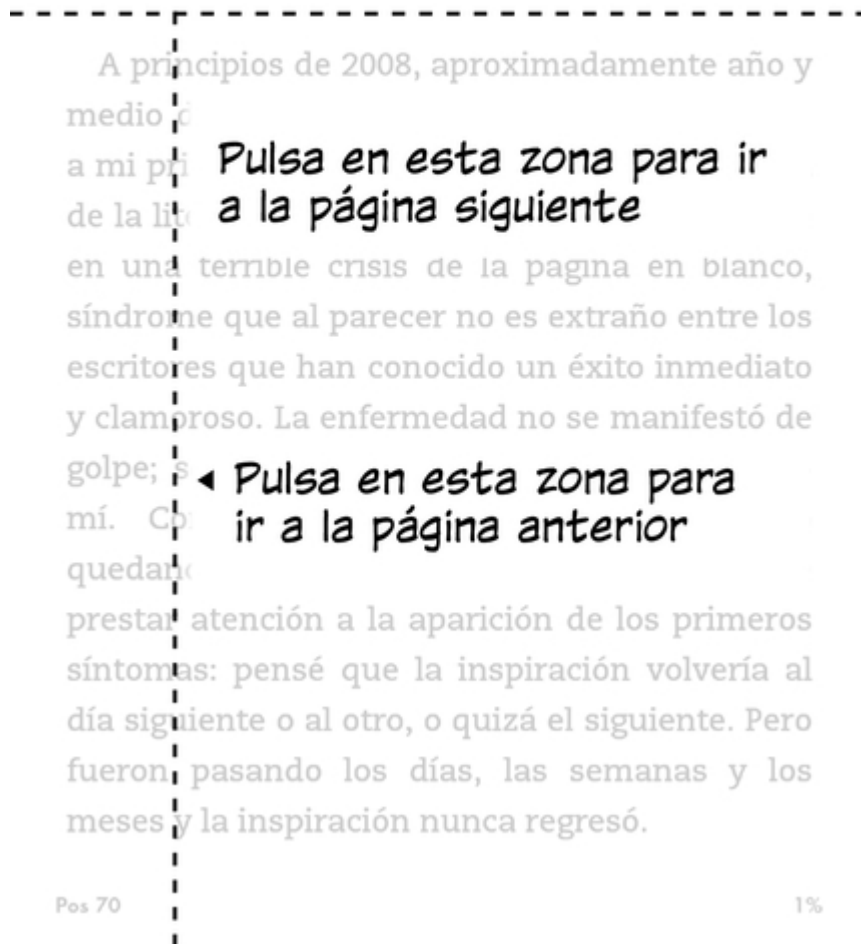 A principios de 2008, aproximadamente año y
medio
a mi
Pulsa en esta zona para ir
de la
a la página siguiente
en una terrible crisis de la página en blanco,
síndrome que al parecer no es extraño entre los
escritores que han conocido un éxito inmediato
y clamoroso. La enfermedad no se manifestó de
golpe;
◂ Pulsa en esta zona para
mí.
ir a la página anterior
prestar atención a la aparición de los primeros
síntomas: pensé que la inspiración volvería al
día siguiente o al otro, o quizá el siguiente. Pero
fueron pasando los días, las semanas y los
meses y la inspiración nunca regresó.
Pos 70 1%